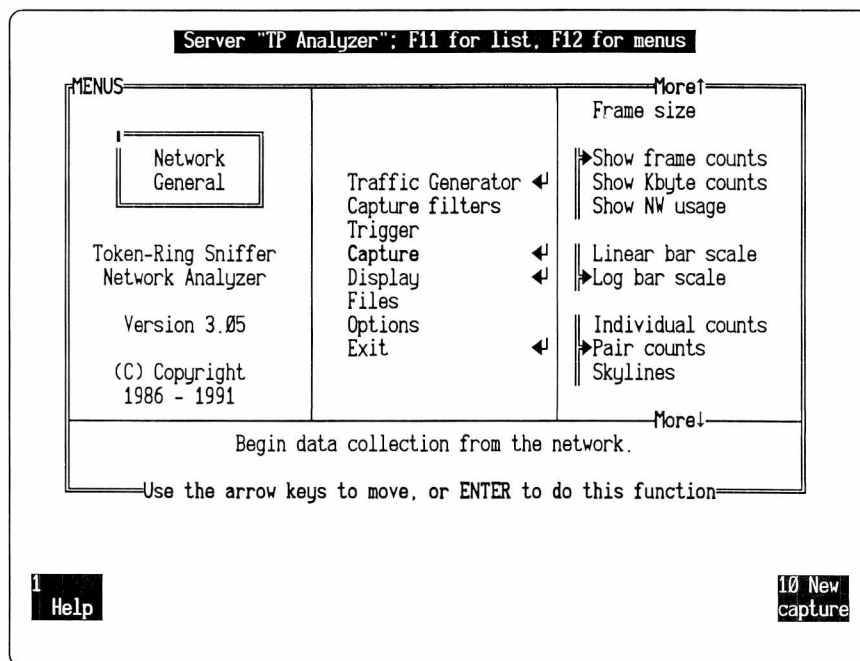 Server "TP Analyzer"; F11 for list, F12 for menus
MENUS
Network
General
Token-Ring Sniffer
Network Analyzer
Version 3.05
(C) Copyright
1986 - 1991
Traffic Generator ↲
Capture filters
Trigger
Capture ↲
Display ↲
Files
Options
Exit ↲
More↑
Frame size
Show frame counts
Show Kbyte counts
Show NW usage
Linear bar scale
Log bar scale
Individual counts
Pair counts
Skylines
More↓
Begin data collection from the network.
Use the arrow keys to move, or ENTER to do this function
1
Help
10 New
capture